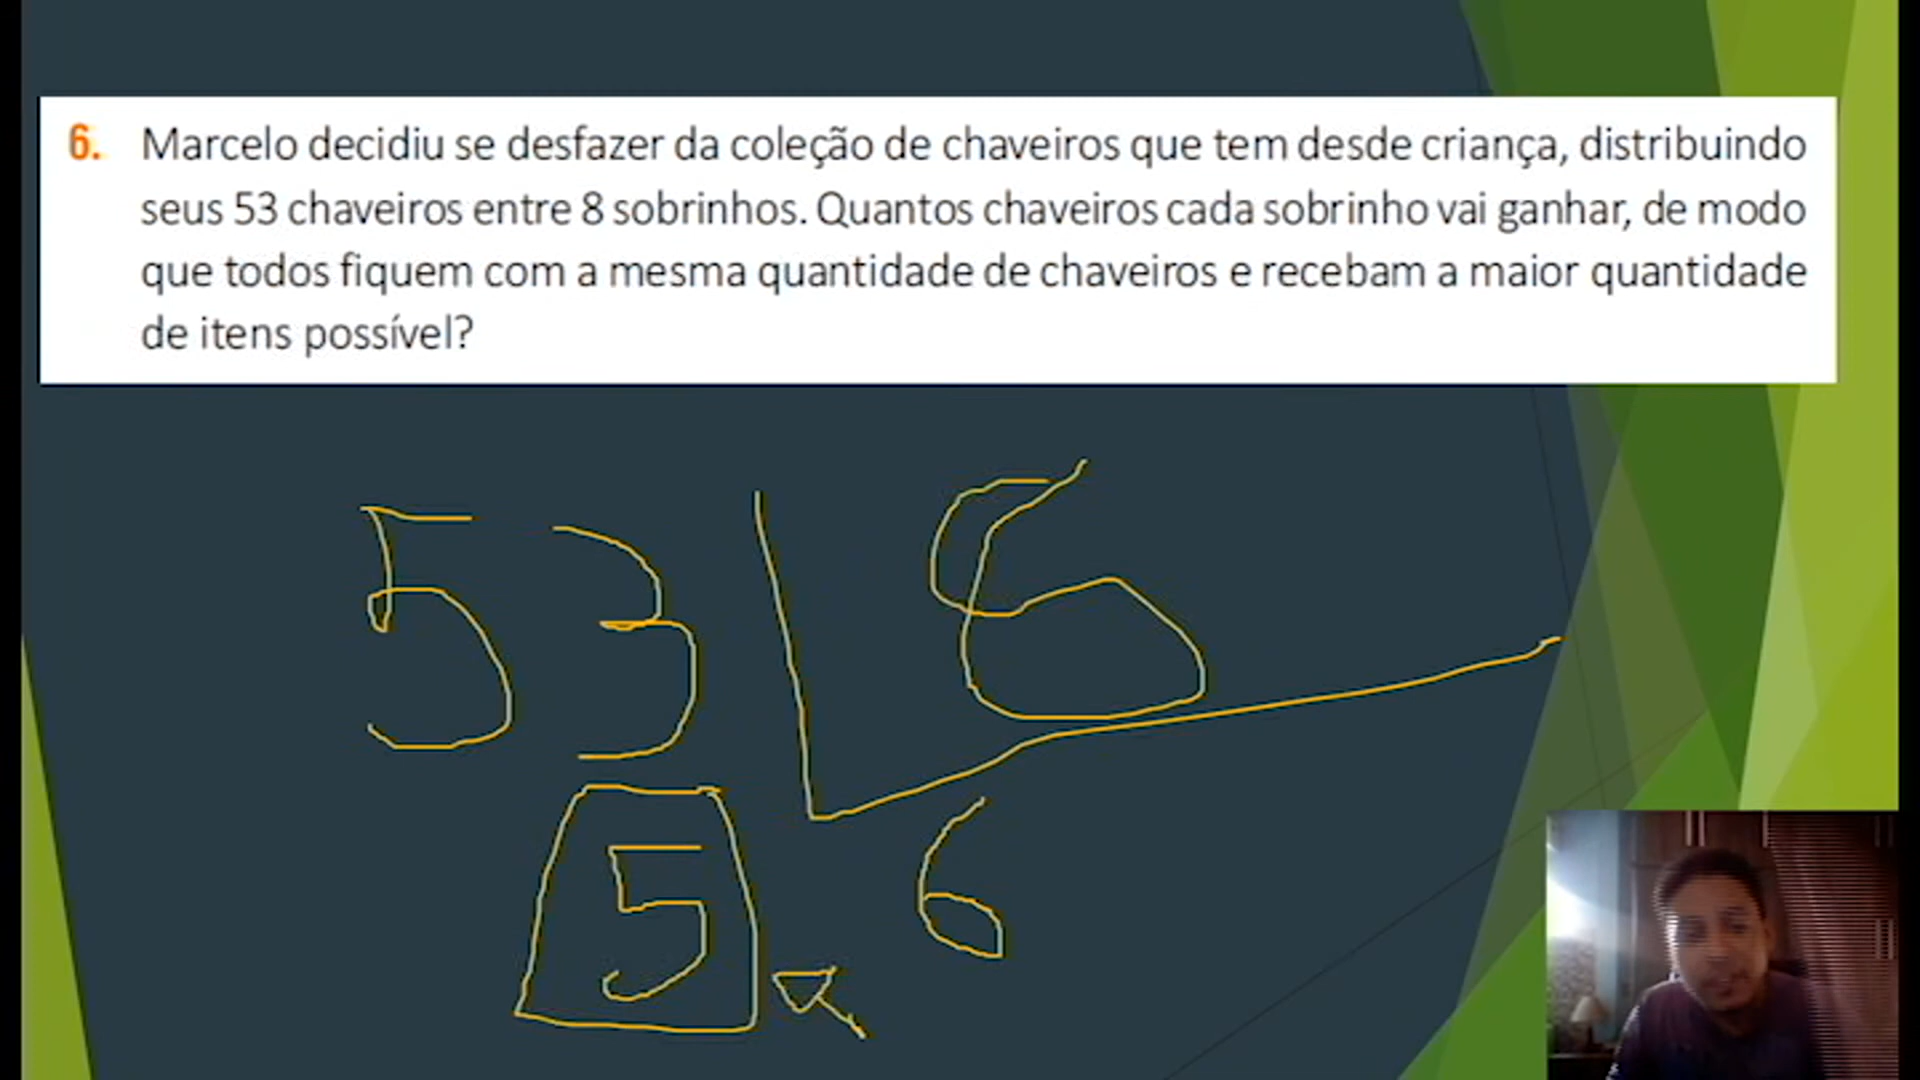 6. Marcelo decidiu se desfazer da coleção de chaveiros que tem desde criança, distribuindo
seus 53 chaveiros entre 8 sobrinhos. Quantos chaveiros cada sobrinho vai ganhar, de modo
que todos fiquem com a mesma quantidade de chaveiros e recebam a maior quantidade
de itens possível?
53 8
5 6